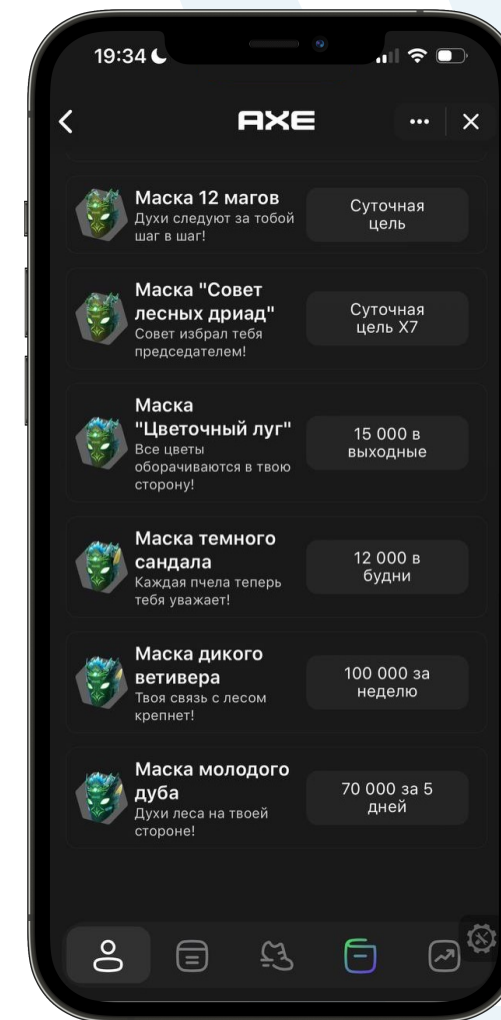 19:34
AXE
Маска 12 магов
Духи следуют за тобой
шаг в шаг!
Суточная
цель
Маска "Совет
лесных дриад"
Совет избрал тебя
председателем!
Суточная
цель X7
Маска
"Цветочный луг"
Все цветы
оборачиваются в твою
сторону!
15 000 в
выходные
Маска темного
сандала
Каждая пчела теперь
тебя уважает!
12 000 в
будни
Маска дикого
ветивера
Твоя связь с лесом
крепнет!
100 000 за
неделю
Маска молодого
дуба
Духи леса на твоей
стороне!
70 000 за 5
дней